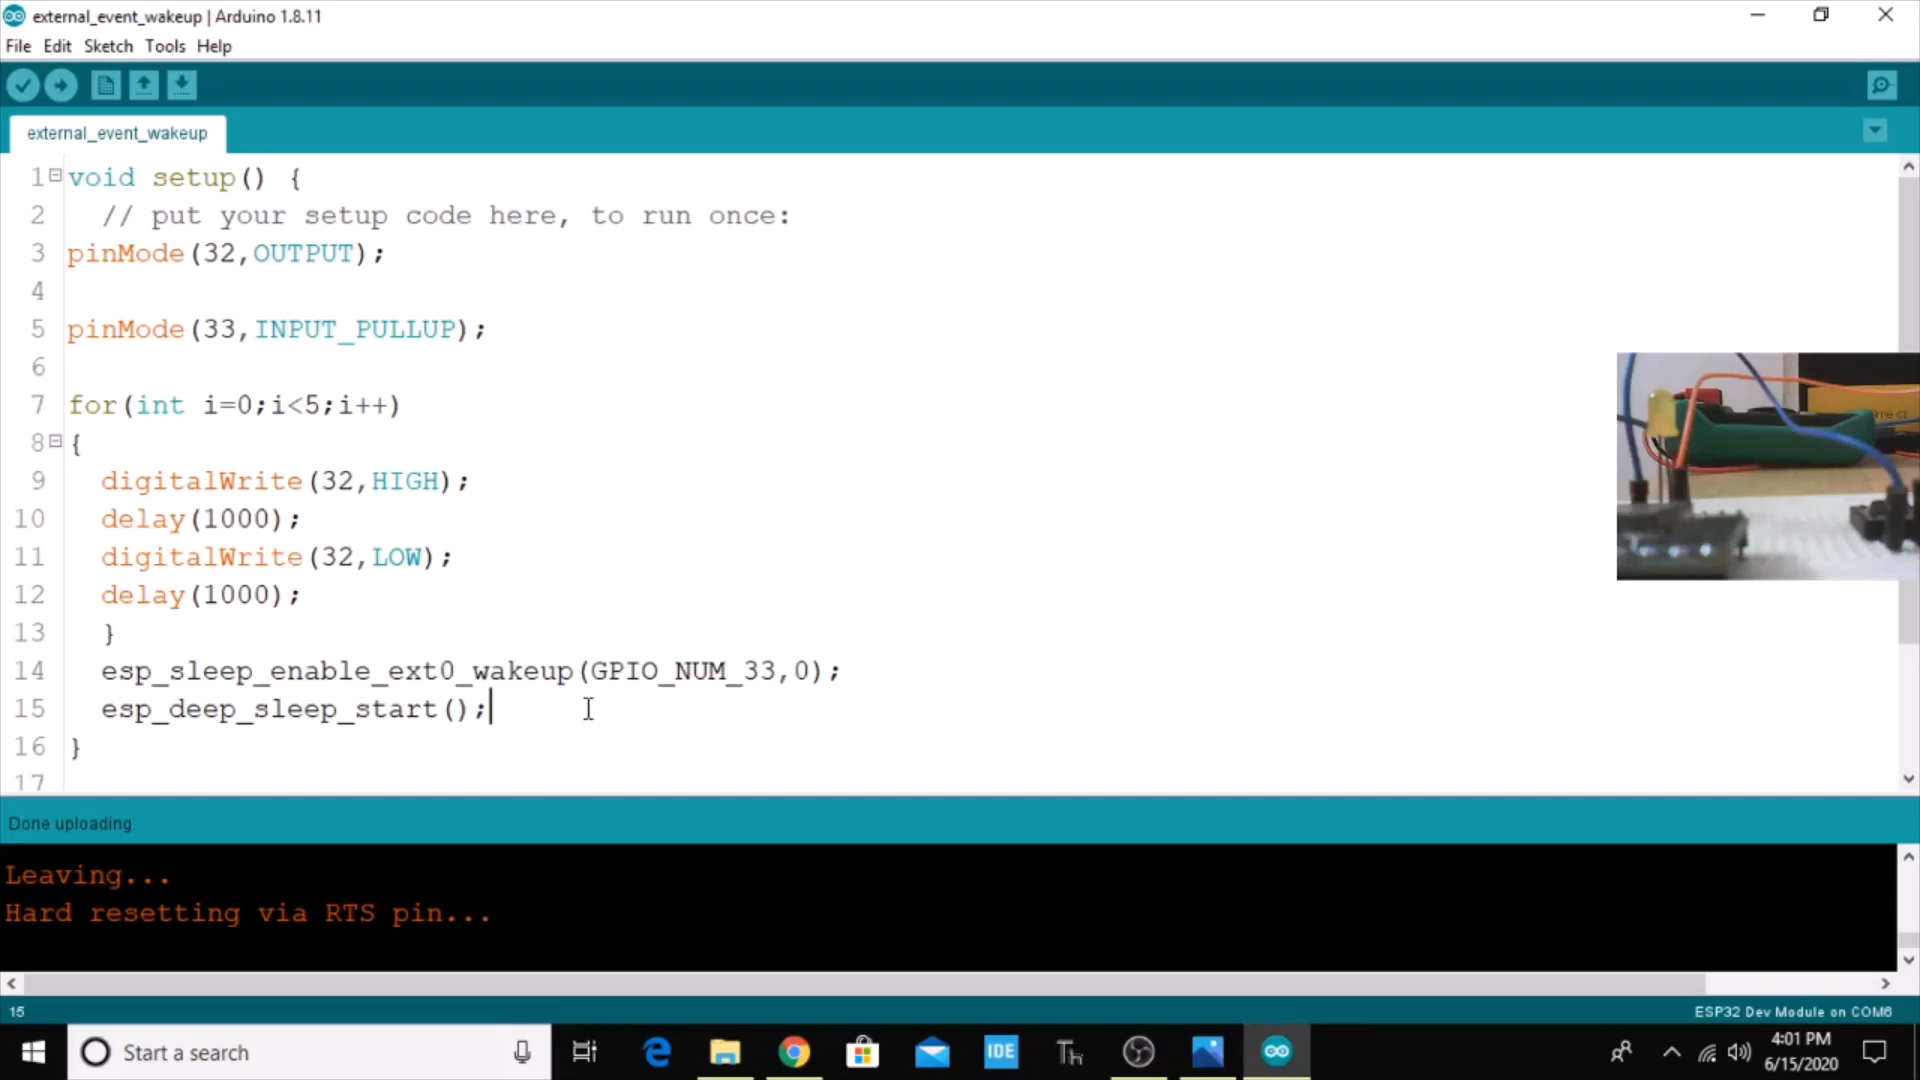 external_event_wakeup | Arduino 1.8.11
File Edit Sketch Tools Help
external_event_wakeup
1 void setup() {
2 // put your setup code here, to run once:
3 pinMode(32,OUTPUT);
4
5 pinMode(33,INPUT_PULLUP);
6
7 for(int i=0;i<5;i++)
8 {
9 digitalWrite(32,HIGH);
10 delay(1000);
11 digitalWrite(32,LOW);
12 delay(1000);
13 }
14 esp_sleep_enable_ext0_wakeup(GPIO_NUM_33,0);
15 esp_deep_sleep_start();
16 }
17
Done uploading.
Leaving...
Hard resetting via RTS pin...
15
ESP32 Dev Module on COM6
Start a search
IDE
Th
4:01 PM
6/15/2020